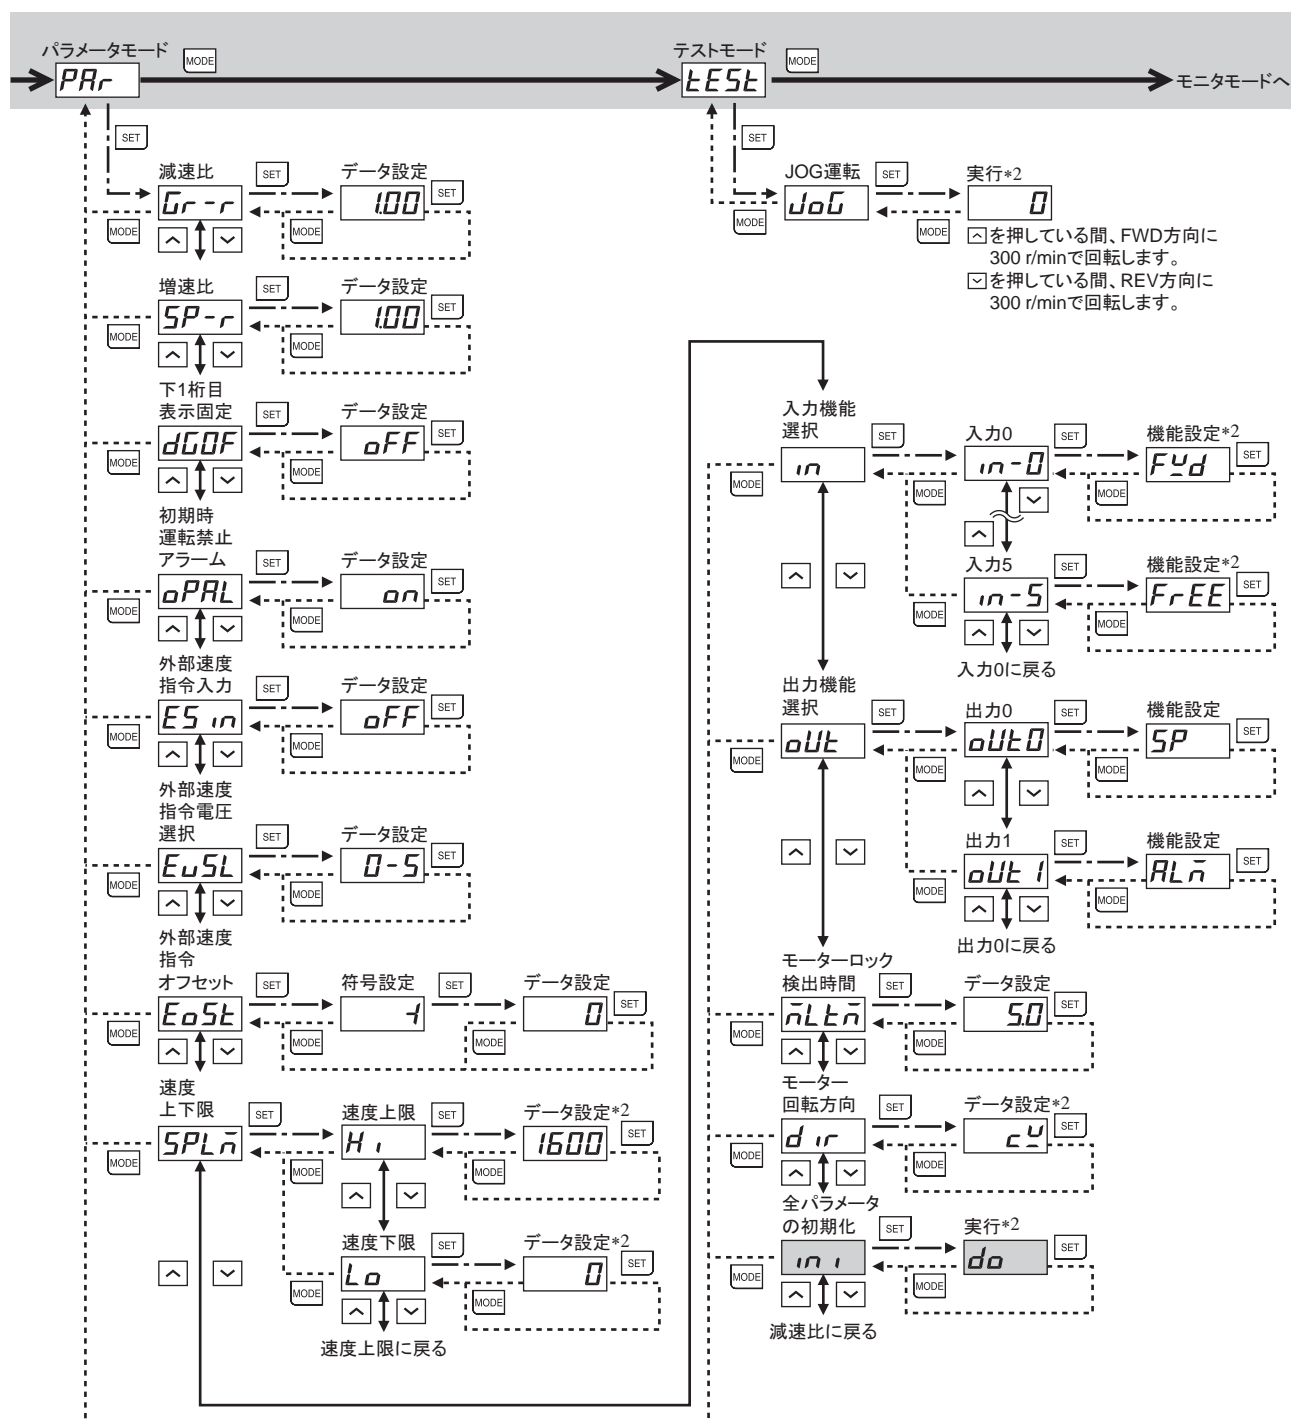 パラメータモード
MODE
PAr
テストモード
MODE
tESt
モニタモードへ
SET
減速比
SET
データ設定
Gr-r
1.00
SET
MODE
MODE
増速比
SET
データ設定
SP-r
1.00
SET
MODE
MODE
下1桁目
表示固定
SET
データ設定
dGOF
oFF
SET
MODE
MODE
初期時
運転禁止
アラーム
SET
データ設定
oPAL
on
SET
MODE
MODE
外部速度
指令入力
SET
データ設定
ESin
oFF
SET
MODE
MODE
外部速度
指令電圧
選択
SET
データ設定
EvSL
0-5
SET
MODE
MODE
外部速度
指令
オフセット
SET
符号設定
SET
データ設定
EoSt
0
SET
MODE
MODE
MODE
速度
上下限
SET
速度上限
SET
データ設定*2
SPLm
Hi
1600
SET
MODE
MODE
MODE
速度下限
SET
データ設定*2
Lo
0
SET
MODE
MODE
速度上限に戻る
SET
JOG運転
SET
実行*2
JoG
0
MODE
MODE
を押している間、FWD方向に
300 r/minで回転します。
を押している間、REV方向に
300 r/minで回転します。
入力機能
選択
SET
入力0
SET
機能設定*2
in
in-0
Fwd
SET
MODE
MODE
MODE
入力5
SET
機能設定*2
in-5
FrEE
SET
MODE
MODE
入力0に戻る
出力機能
選択
SET
出力0
SET
機能設定
oUt
oUt0
SP
SET
MODE
MODE
MODE
出力1
SET
機能設定
oUt1
ALm
SET
MODE
MODE
出力0に戻る
モーターロック
検出時間
SET
データ設定
mLtm
5.0
SET
MODE
MODE
モーター
回転方向
SET
データ設定*2
dir
cw
SET
MODE
MODE
全パラメータ
の初期化
SET
実行*2
ini
do
SET
MODE
MODE
減速比に戻る